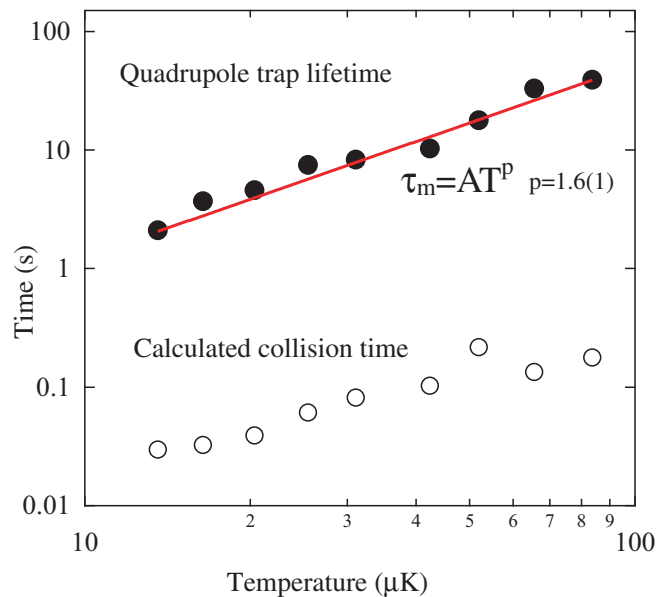 100
Quadrupole trap lifetime
10
τm=AT^p p=1.6(1)
1
Time (s)
Calculated collision time
0.1
0.01
10 2 3 4 5 6 7 8 9 100
Temperature (μK)